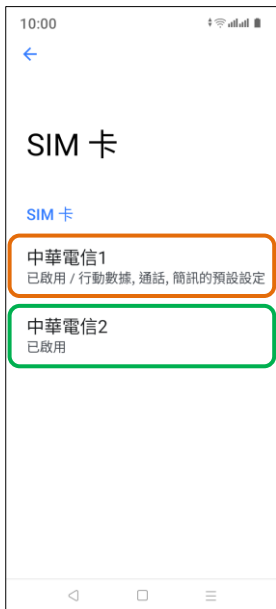 10:00
SIM 卡
SIM 卡
中華電信1
已啟用 / 行動數據, 通話, 簡訊的預設設定
中華電信2
已啟用